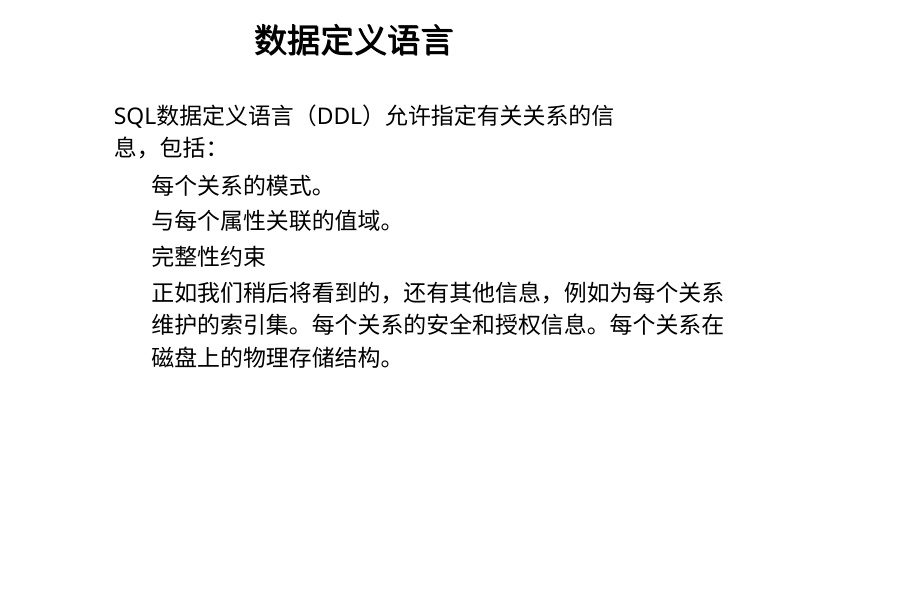 数据定义语言
SQL数据定义语言（DDL）允许指定有关关系的信
息，包括：
每个关系的模式。
与每个属性关联的值域。
完整性约束
正如我们稍后将看到的，还有其他信息，例如为每个关系
维护的索引集。每个关系的安全和授权信息。每个关系在
磁盘上的物理存储结构。